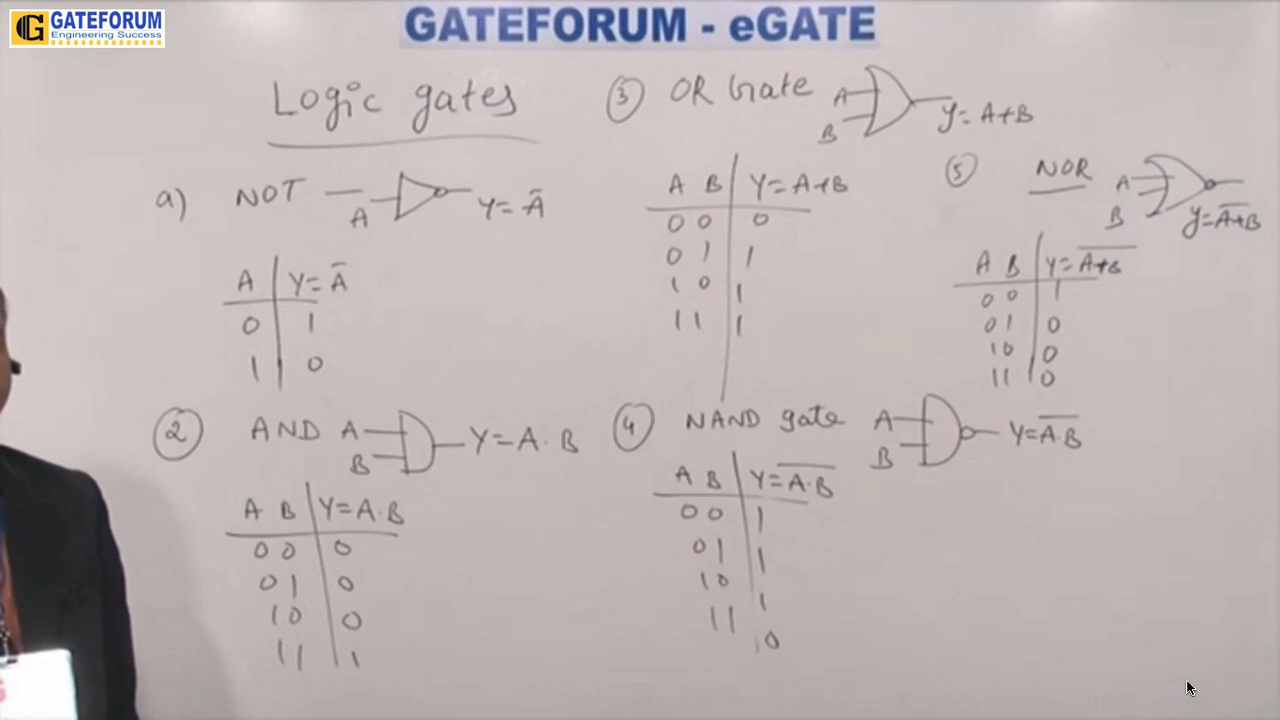 GATEFORUM
Engineering Success
GATEFORUM - eGATE
Logic gates
a) NOT A Y = Ā
A Y = Ā
0 1
1 0
② AND A B Y = A · B
A B Y = A · B
0 0 0
0 1 0
1 0 0
1 1 1
③ OR Gate A B y = A+B
A B Y = A+B
0 0 0
0 1 1
1 0 1
1 1 1
④ NAND gate A B Y = A̅·̅B̅
A B Y = A̅·̅B̅
0 0 1
0 1 1
1 0 1
1 1 0
⑤ NOR A B y = A̅+̅B̅
A B Y = A̅+̅B̅
0 0 1
0 1 0
1 0 0
1 1 0